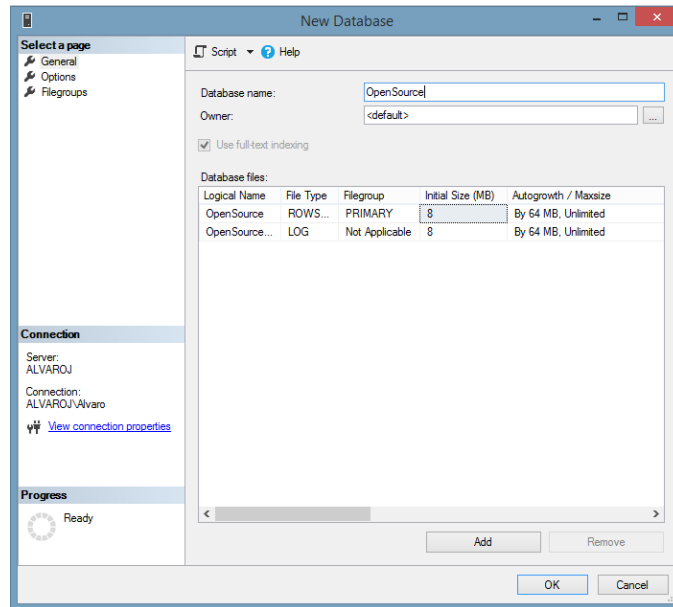 New Database
Select a page
General
Options
Filegroups
Script
Help
Database name:
OpenSource
Owner:
<default>
...
Use full-text indexing
Database files:
Logical Name File Type Filegroup Initial Size (MB) Autogrowth / Maxsize
OpenSource ROWS... PRIMARY 8 By 64 MB, Unlimited
OpenSource... LOG Not Applicable 8 By 64 MB, Unlimited
Connection
Server:
ALVAROJ
Connection:
ALVAROJ\Alvaro
View connection properties
Progress
Ready
Add
Remove
OK
Cancel